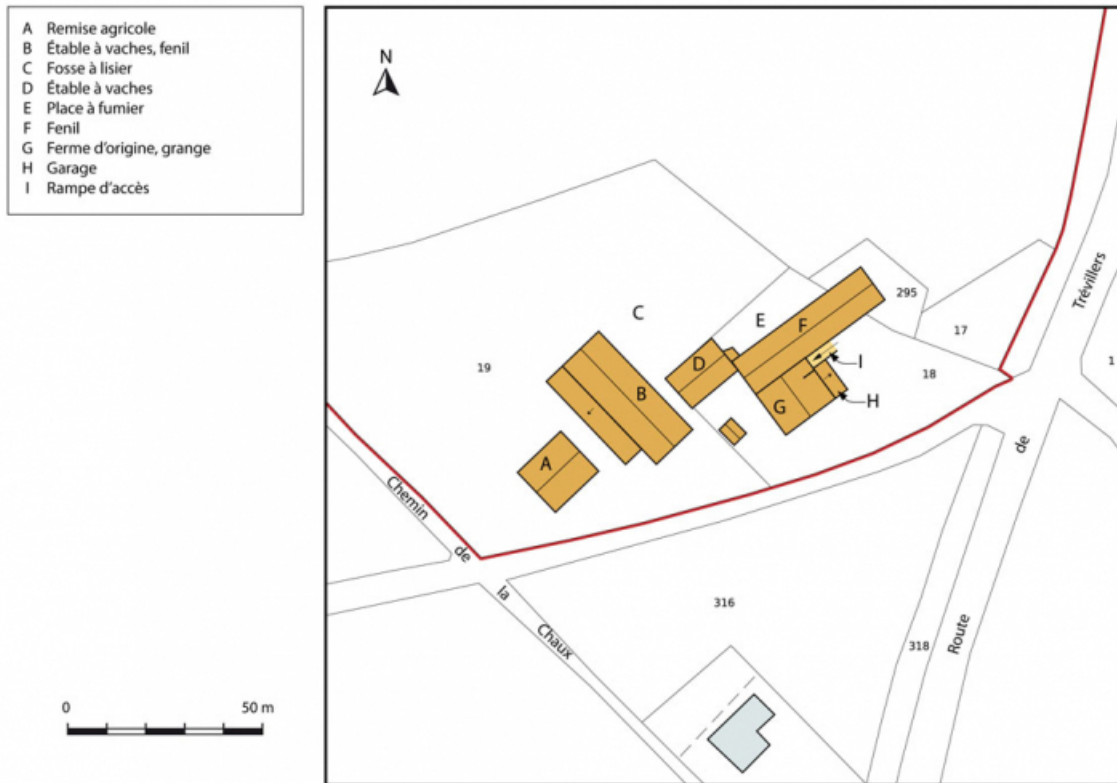 A Remise agricole
B Étable à vaches, fenil
C Fosse à lisier
D Étable à vaches
E Place à fumier
F Fenil
G Ferme d'origine, grange
H Garage
I Rampe d'accès
N
Trévillers
295
17
1
C
E
F
I
19
D
18
B
H
G
A
de
Chemin
de
la
316
Chaux
318
Route
0 50 m